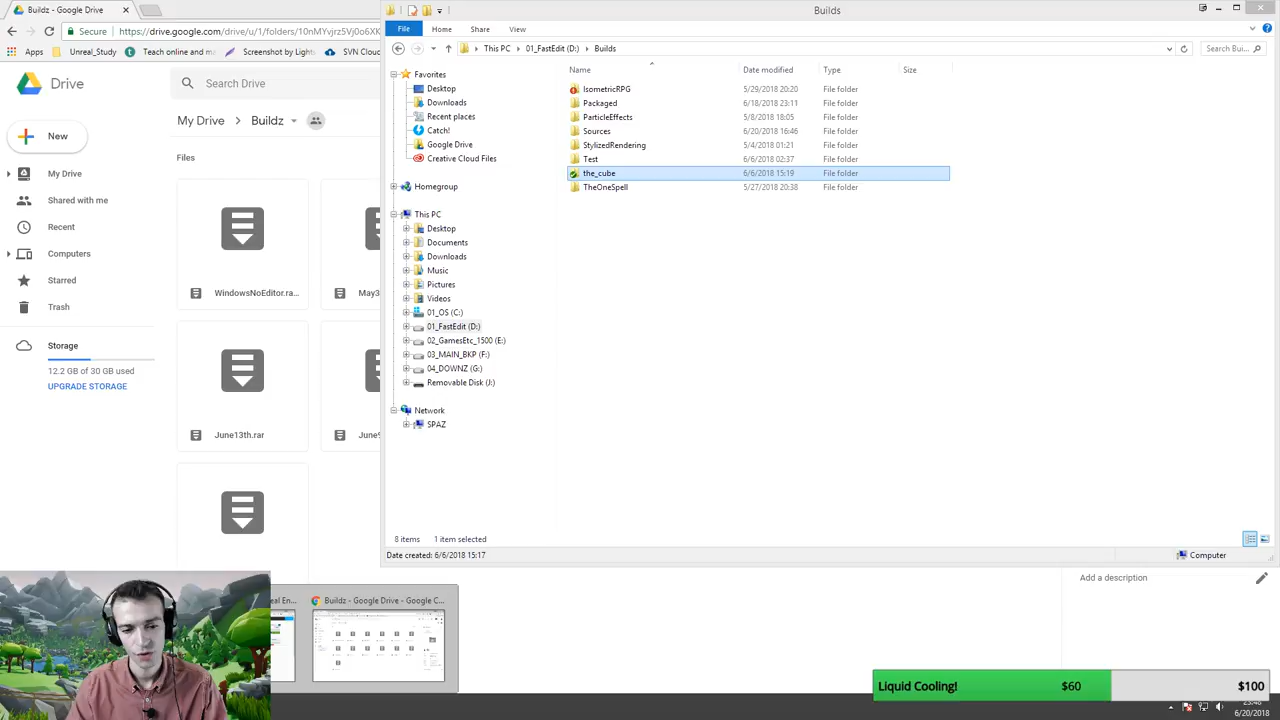 Buildz - Google Drive
Builds
Secure
https://drive.google.com/drive/u/1/folders/10nMYvjrz5Vj0o6XK
File
Home
Share
View
Apps
Unreal_Study
Teach online and ma
Screenshot by Light
SVN Cloud
This PC
01_FastEdit (D:)
Builds
Search Bui...
Drive
Search Drive
New
My Drive
Buildz
Files
My Drive
Shared with me
Recent
Computers
Starred
Trash
Storage
12.2 GB of 30 GB used
UPGRADE STORAGE
WindowsNoEditor.ra...
June13th.rar
Favorites
Desktop
Downloads
Recent places
Catch!
Google Drive
Creative Cloud Files
Homegroup
This PC
Desktop
Documents
Downloads
Music
Pictures
Videos
01_OS (C:)
01_FastEdit (D:)
02_GamesEtc_1500 (E:)
03_MAIN_BKP (F:)
04_DOWNZ (G:)
Removable Disk (J:)
Network
SPAZ
Name
Date modified
Type
Size
IsometricRPG 5/29/2018 20:20 File folder
Packaged 6/18/2018 23:11 File folder
ParticleEffects 5/8/2018 18:05 File folder
Sources 6/20/2018 16:46 File folder
StylizedRendering 5/4/2018 01:21 File folder
Test 6/6/2018 02:37 File folder
the_cube 6/6/2018 15:19 File folder
TheOneSpell 5/27/2018 20:38 File folder
8 items
1 item selected
Date created: 6/6/2018 15:17
Computer
Add a description
Buildz - Google Drive - Google C...
Liquid Cooling!
$60
$100
6/20/2018